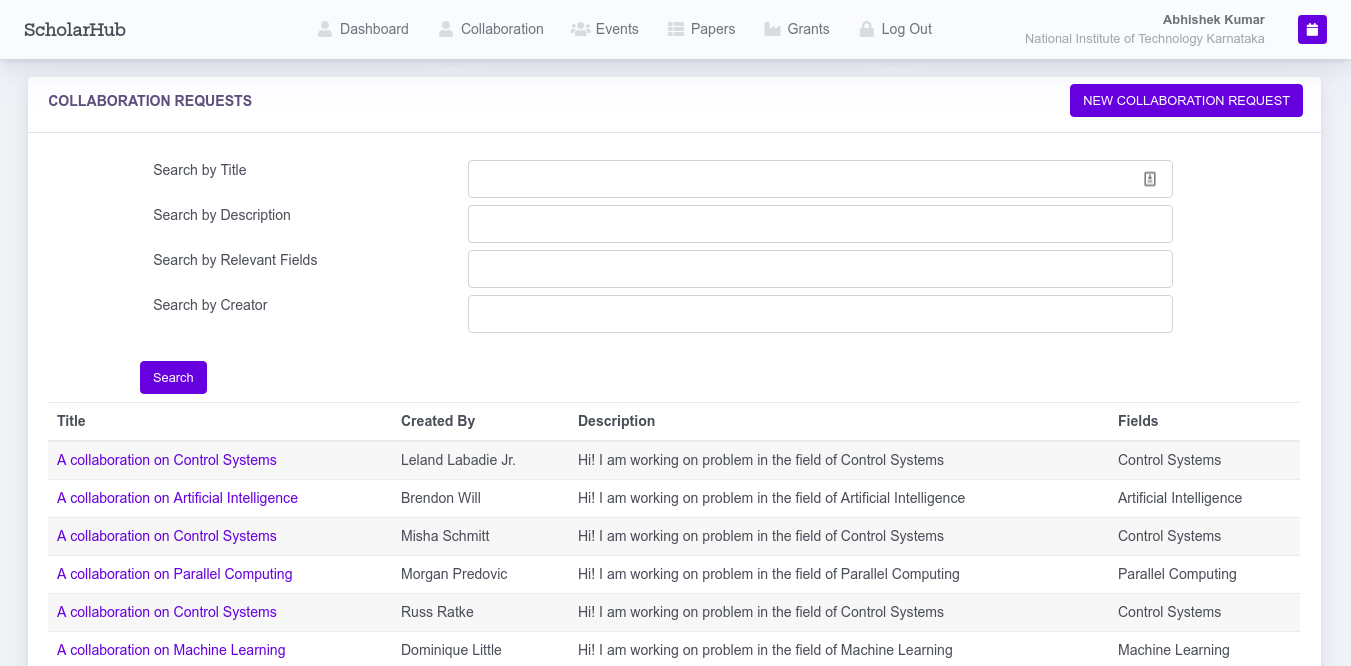 ScholarHub
Dashboard Collaboration Events Papers Grants Log Out
Abhishek Kumar
National Institute of Technology Karnataka
COLLABORATION REQUESTS
NEW COLLABORATION REQUEST
Search by Title
Search by Description
Search by Relevant Fields
Search by Creator
Search
Title Created By Description Fields
A collaboration on Control Systems Leland Labadie Jr. Hi! I am working on problem in the field of Control Systems Control Systems
A collaboration on Artificial Intelligence Brendon Will Hi! I am working on problem in the field of Artificial Intelligence Artificial Intelligence
A collaboration on Control Systems Misha Schmitt Hi! I am working on problem in the field of Control Systems Control Systems
A collaboration on Parallel Computing Morgan Predovic Hi! I am working on problem in the field of Parallel Computing Parallel Computing
A collaboration on Control Systems Russ Ratke Hi! I am working on problem in the field of Control Systems Control Systems
A collaboration on Machine Learning Dominique Little Hi! I am working on problem in the field of Machine Learning Machine Learning